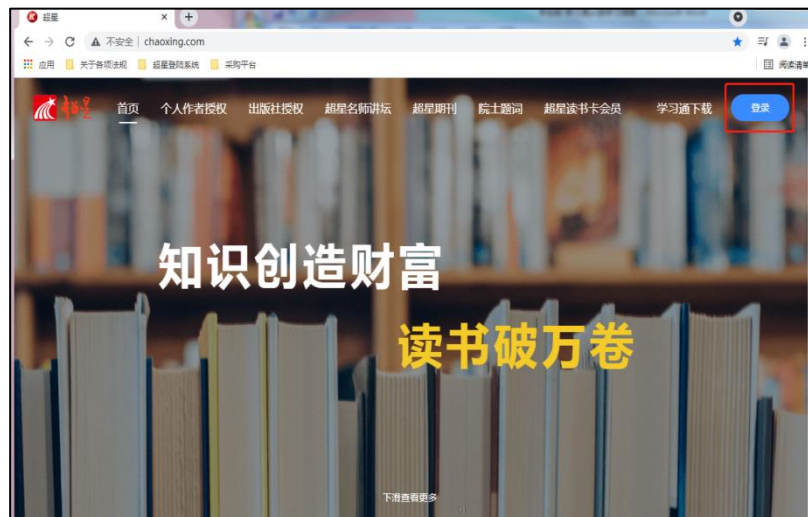 超星
不安全 | chaoxing.com
应用 关于各项法规 超星登陆系统 采购平台 阅读清单
超星 首页 个人作者授权 出版社授权 超星名师讲坛 超星期刊 院士题词 超星读书卡会员 学习通下载 登录
知识创造财富
读书破万卷
下滑查看更多